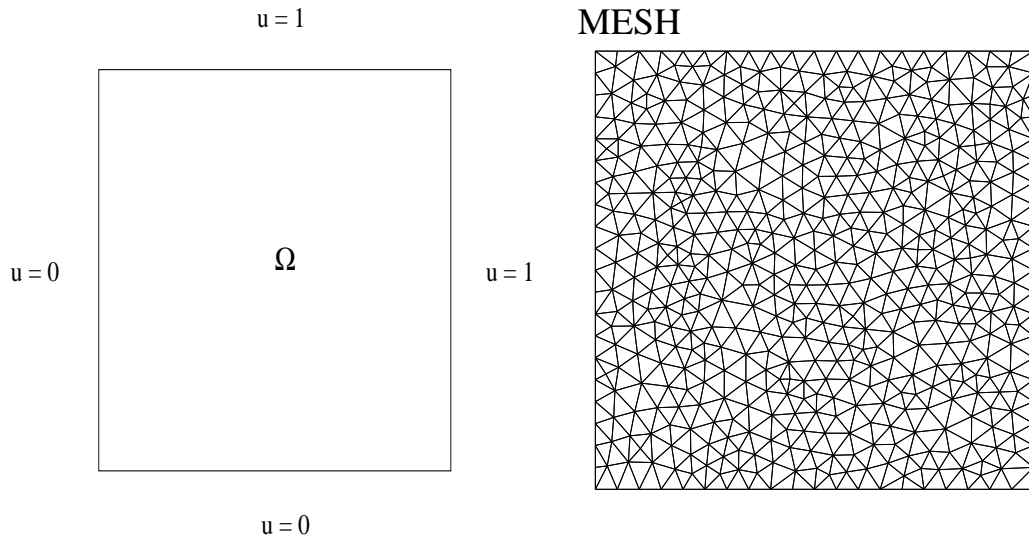 u = 1
MESH
u = 0
Ω
u = 1
u = 0